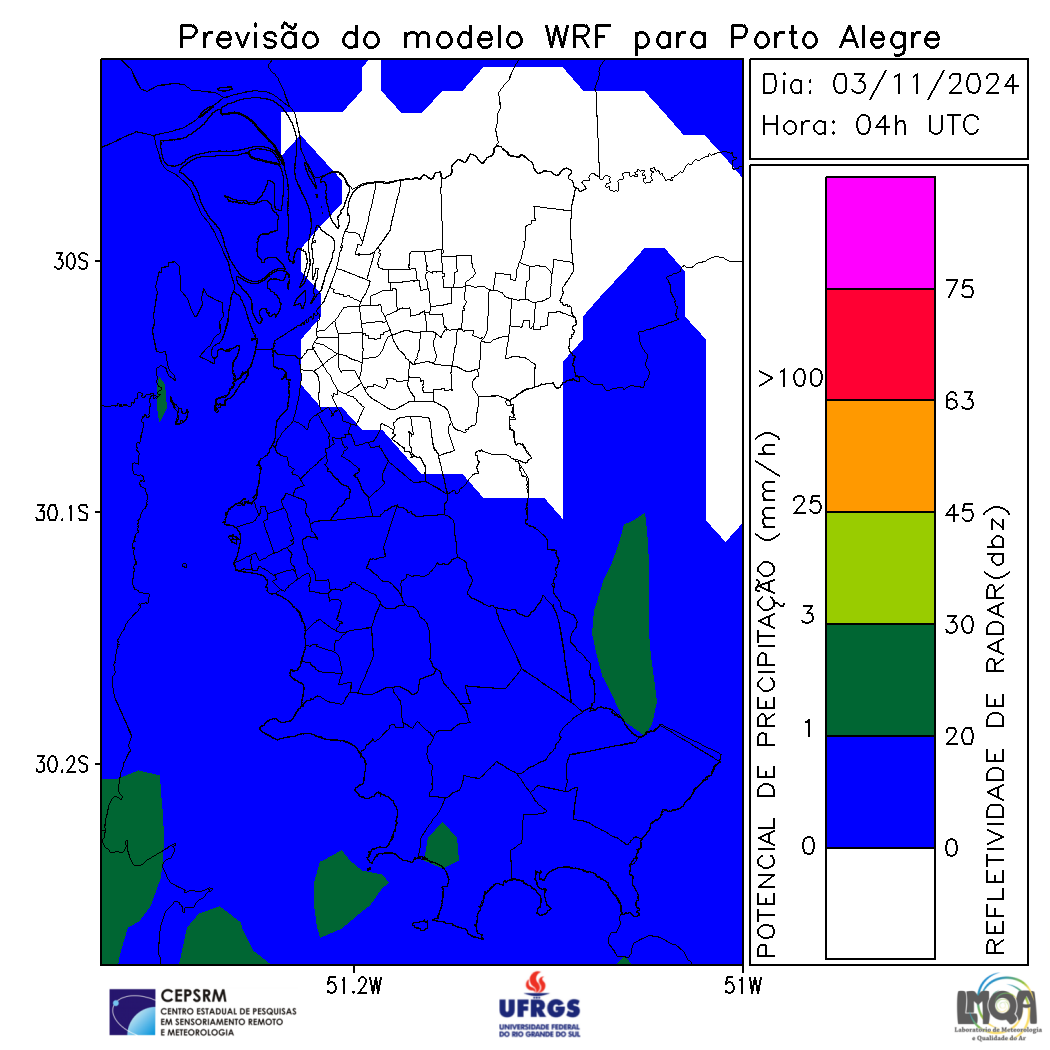 Previsão do modelo WRF para Porto Alegre
Dia: 03/11/2024
Hora: 04h UTC
30S
30.1S
30.2S
51.2W
51W
POTENCIAL DE PRECIPITAÇÃO (mm/h)
>100
25
3
1
0
75
63
45
30
20
0
REFLETIVIDADE DE RADAR(dbz)
CEPSRM
CENTRO ESTADUAL DE PESQUISAS
EM SENSORIAMENTO REMOTO
E METEOROLOGIA
UFRGS
UNIVERSIDADE FEDERAL
DO RIO GRANDE DO SUL
LMQA
Laboratório de Meteorologia
e Qualidade do Ar